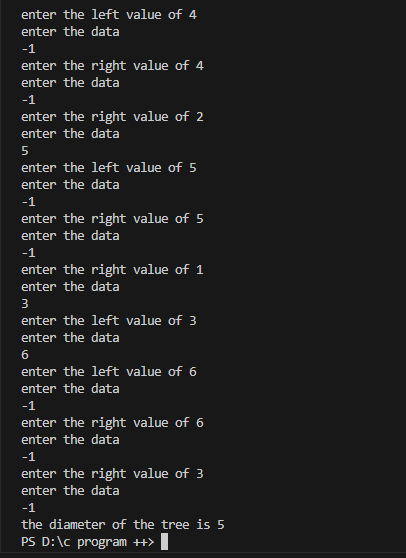 enter the left value of 4
enter the data
-1
enter the right value of 4
enter the data
-1
enter the right value of 2
enter the data
5
enter the left value of 5
enter the data
-1
enter the right value of 5
enter the data
-1
enter the right value of 1
enter the data
3
enter the left value of 3
enter the data
6
enter the left value of 6
enter the data
-1
enter the right value of 6
enter the data
-1
enter the right value of 3
enter the data
-1
the diameter of the tree is 5
PS D:\c program ++>